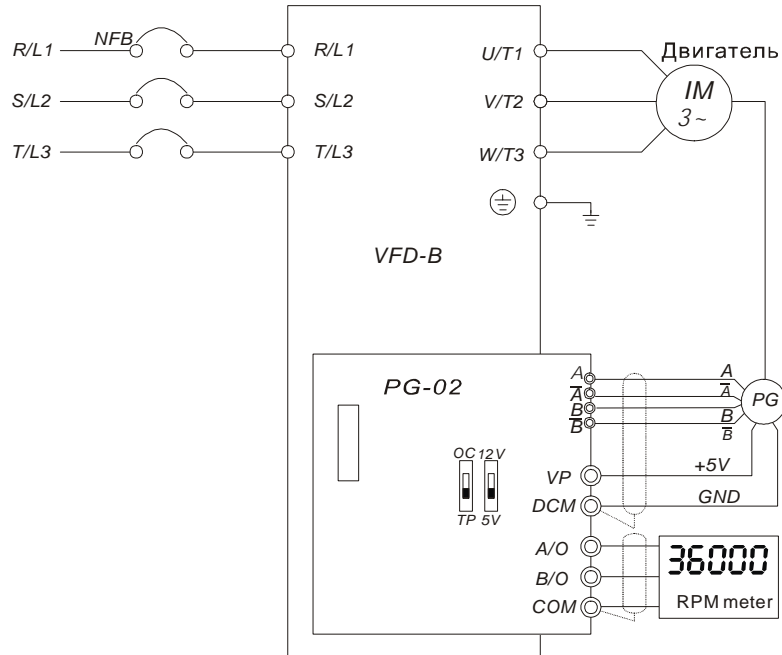 R/L1 NFB R/L1 U/T1 Двигатель
S/L2 S/L2 V/T2 IM 3~
T/L3 T/L3 W/T3
VFD-B
PG-02
A A
A̅ A̅
B B
B̅ B̅
PG
OC 12V
TP 5V
VP +5V
DCM GND
A/O
B/O
COM
36000
RPM meter